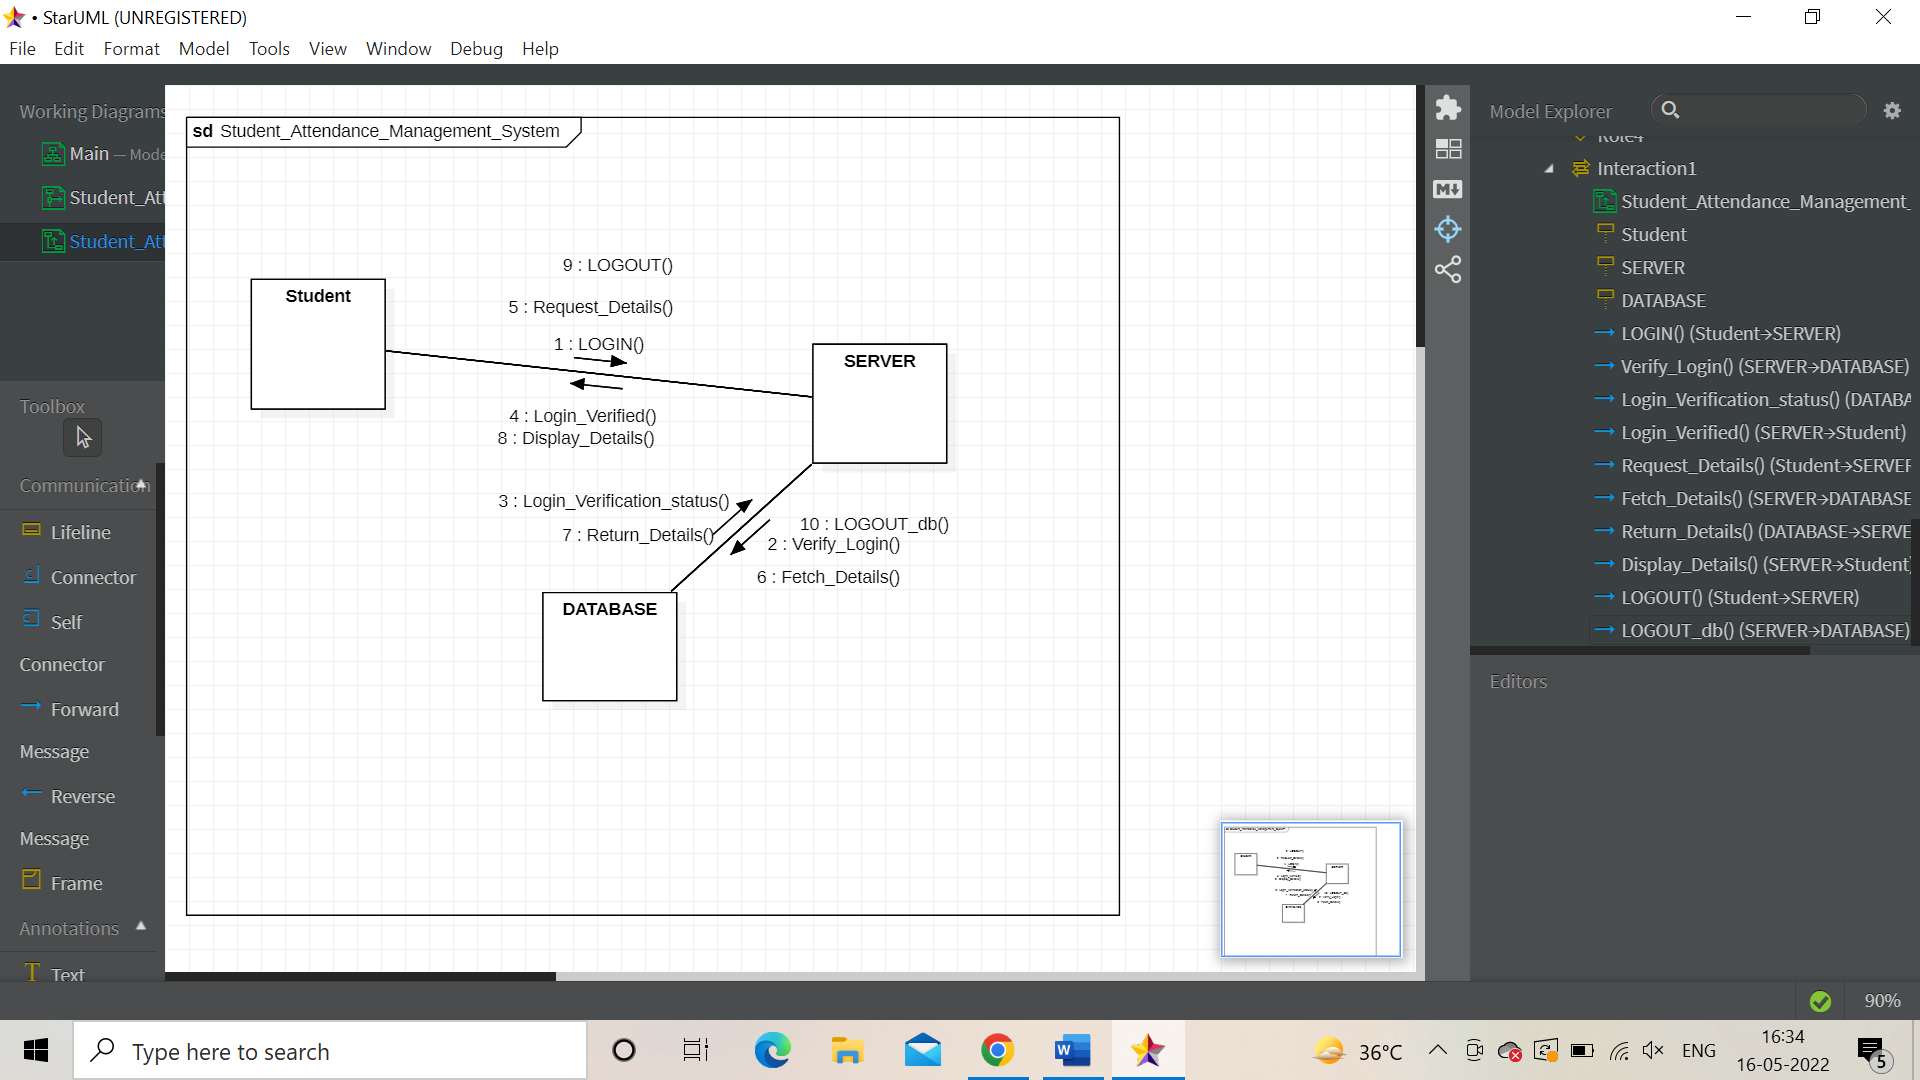 • StarUML (UNREGISTERED)
File Edit Format Model Tools View Window Debug Help
Working Diagrams
Main — Mode
Student_Att
Student_Att
Toolbox
Communication
Lifeline
Connector
Self
Connector
Forward
Message
Reverse
Message
Frame
Annotations
Text
sd Student_Attendance_Management_System
9 : LOGOUT()
5 : Request_Details()
1 : LOGIN()
Student
SERVER
4 : Login_Verified()
8 : Display_Details()
3 : Login_Verification_status()
7 : Return_Details()
10 : LOGOUT_db()
2 : Verify_Login()
6 : Fetch_Details()
DATABASE
Model Explorer
Role4
Interaction1
Student_Attendance_Management_
Student
SERVER
DATABASE
LOGIN() (Student→SERVER)
Verify_Login() (SERVER→DATABASE)
Login_Verification_status() (DATABA
Login_Verified() (SERVER→Student)
Request_Details() (Student→SERVER
Fetch_Details() (SERVER→DATABASE
Return_Details() (DATABASE→SERVE
Display_Details() (SERVER→Student)
LOGOUT() (Student→SERVER)
LOGOUT_db() (SERVER→DATABASE)
Editors
90%
Type here to search
36°C
ENG
16:34
16-05-2022
5